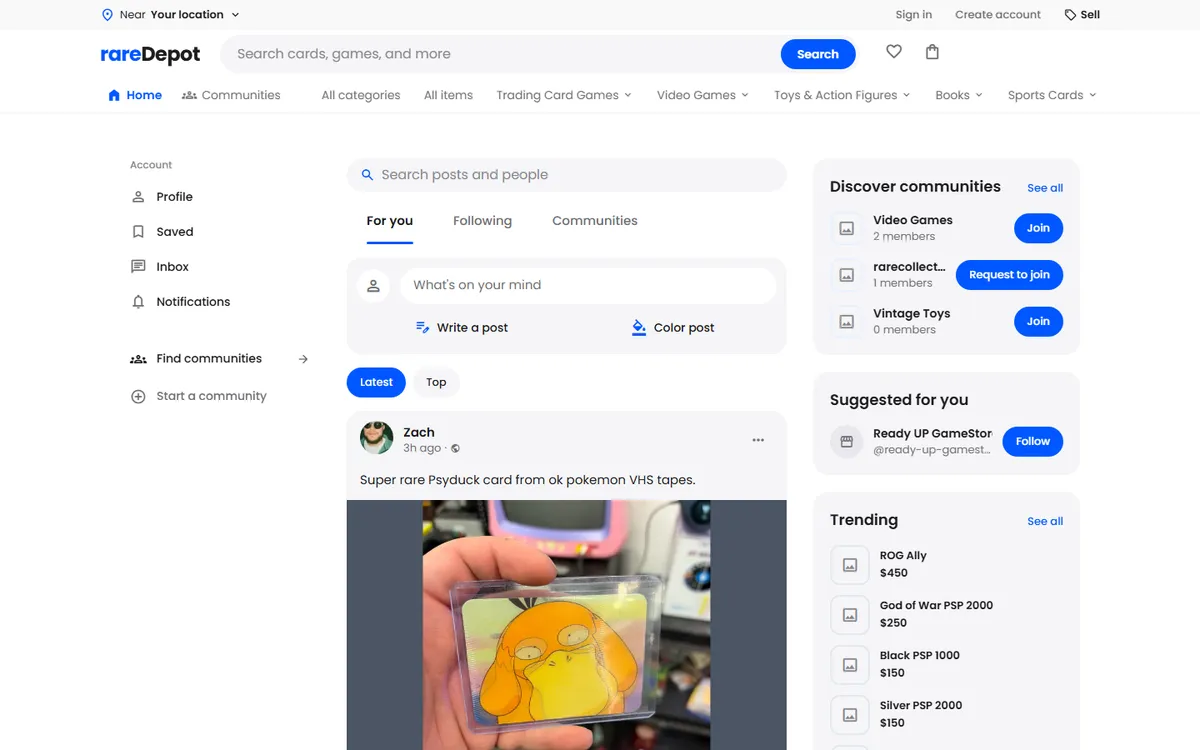 Near Your location
Sign in
Create account
Sell
rareDepot
Search cards, games, and more
Search
Home
Communities
All categories
All items
Trading Card Games
Video Games
Toys & Action Figures
Books
Sports Cards
Account
Profile
Saved
Inbox
Notifications
Find communities
Start a community
Search posts and people
For you
Following
Communities
What's on your mind
Write a post
Color post
Latest
Top
Zach
3h ago ·
Super rare Psyduck card from ok pokemon VHS tapes.
Discover communities
See all
Video Games
2 members
Join
rarecollect...
1 members
Request to join
Vintage Toys
0 members
Join
Suggested for you
Ready UP GameStor
@ready-up-gamest...
Follow
Trending
See all
ROG Ally
$450
God of War PSP 2000
$250
Black PSP 1000
$150
Silver PSP 2000
$150